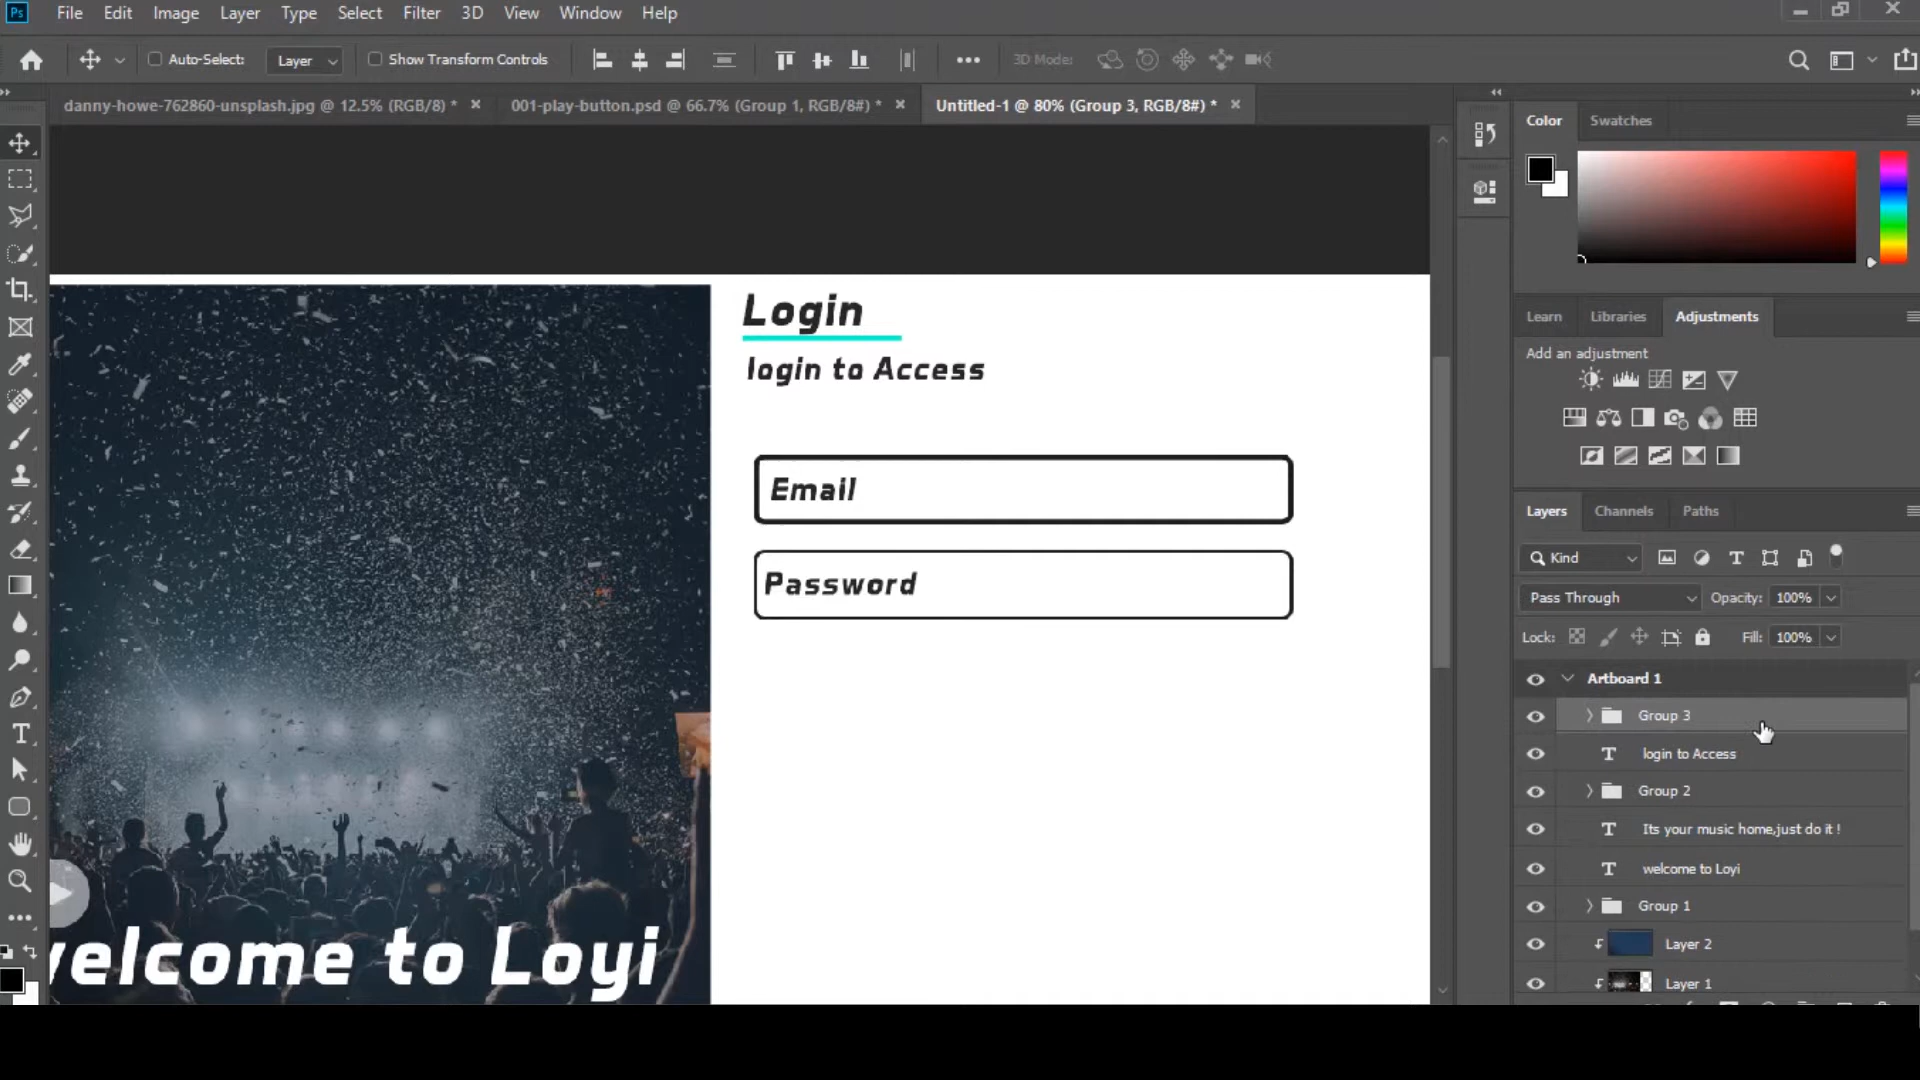 Ps File Edit Image Layer Type Select Filter 3D View Window Help
Auto-Select: Layer Show Transform Controls 3D Mode:
danny-howe-762860-unsplash.jpg @ 12.5% (RGB/8) * 001-play-button.psd @ 66.7% (Group 1, RGB/8#) * Untitled-1 @ 80% (Group 3, RGB/8#) *
Color Swatches
Login
login to Access
Email
Password
welcome to Loyi
Learn Libraries Adjustments
Add an adjustment
Layers Channels Paths
Kind
Pass Through Opacity: 100%
Lock: Fill: 100%
Artboard 1
Group 3
login to Access
Group 2
Its your music home,just do it !
welcome to Loyi
Group 1
Layer 2
Layer 1